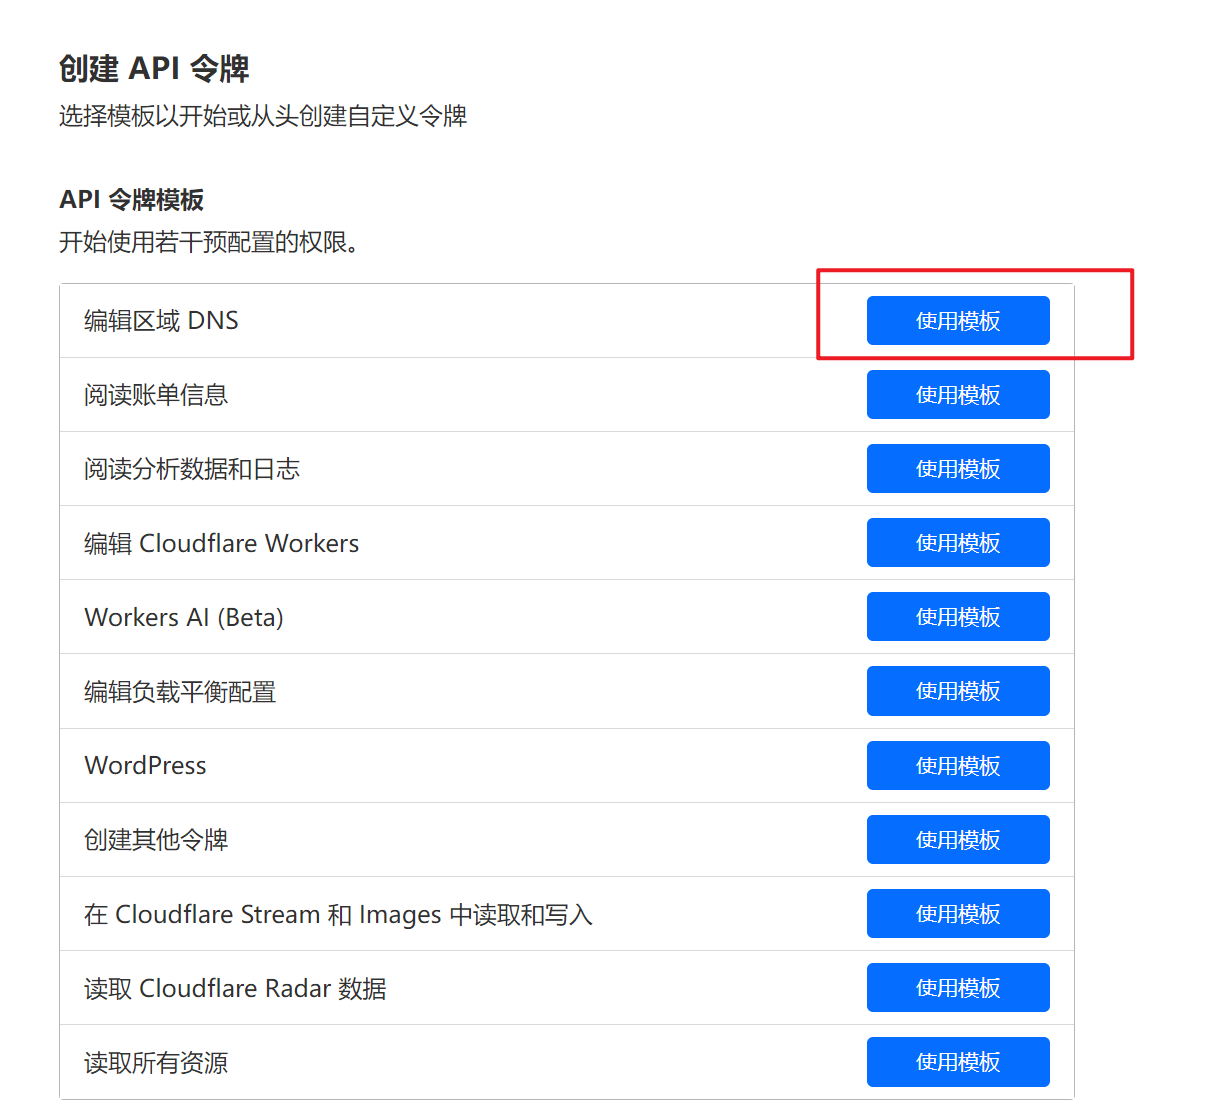 创建 API 令牌
选择模板以开始或从头创建自定义令牌
API 令牌模板
开始使用若干预配置的权限。
编辑区域 DNS 使用模板
阅读账单信息 使用模板
阅读分析数据和日志 使用模板
编辑 Cloudflare Workers 使用模板
Workers AI (Beta) 使用模板
编辑负载平衡配置 使用模板
WordPress 使用模板
创建其他令牌 使用模板
在 Cloudflare Stream 和 Images 中读取和写入 使用模板
读取 Cloudflare Radar 数据 使用模板
读取所有资源 使用模板